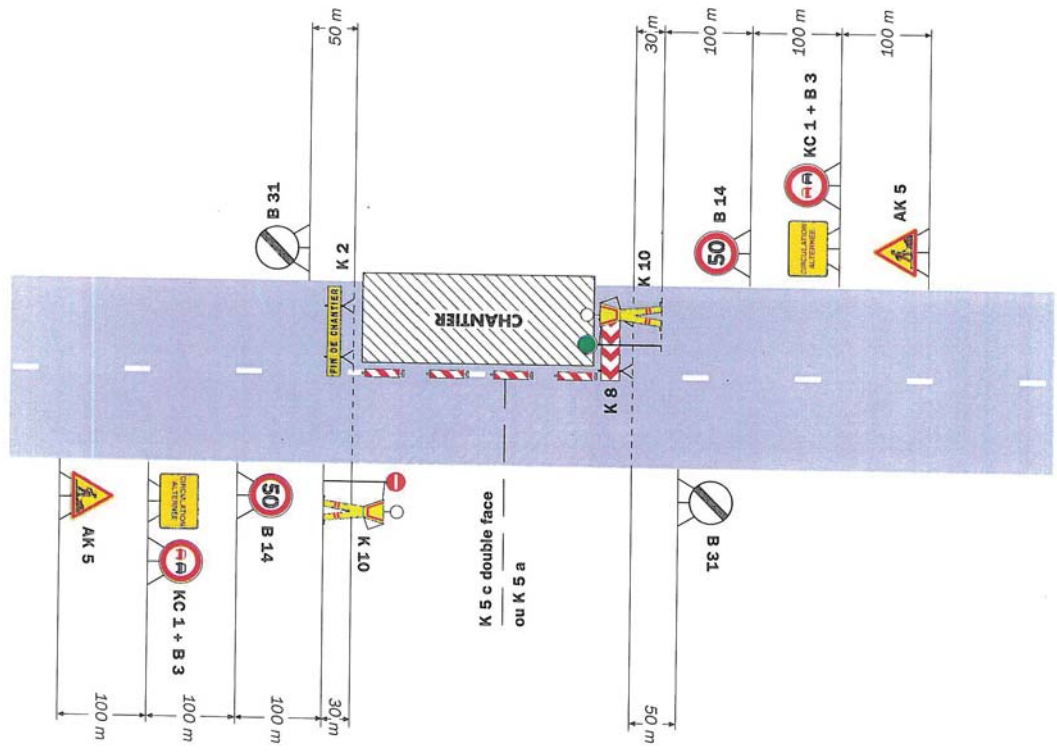 50 m
30 m
100 m
100 m
100 m
B 31
K 2
FIN DE CHANTIER
CHANTIER
K 10
K 8
B 14
50
KC 1 + B 3
CIRCULATION
ALTERNÉE
AK 5
AK 5
CIRCULATION
ALTERNÉE
KC 1 + B 3
50
B 14
K 10
K 5 c double face
ou K 5 a
B 31
100 m
100 m
100 m
30 m
50 m